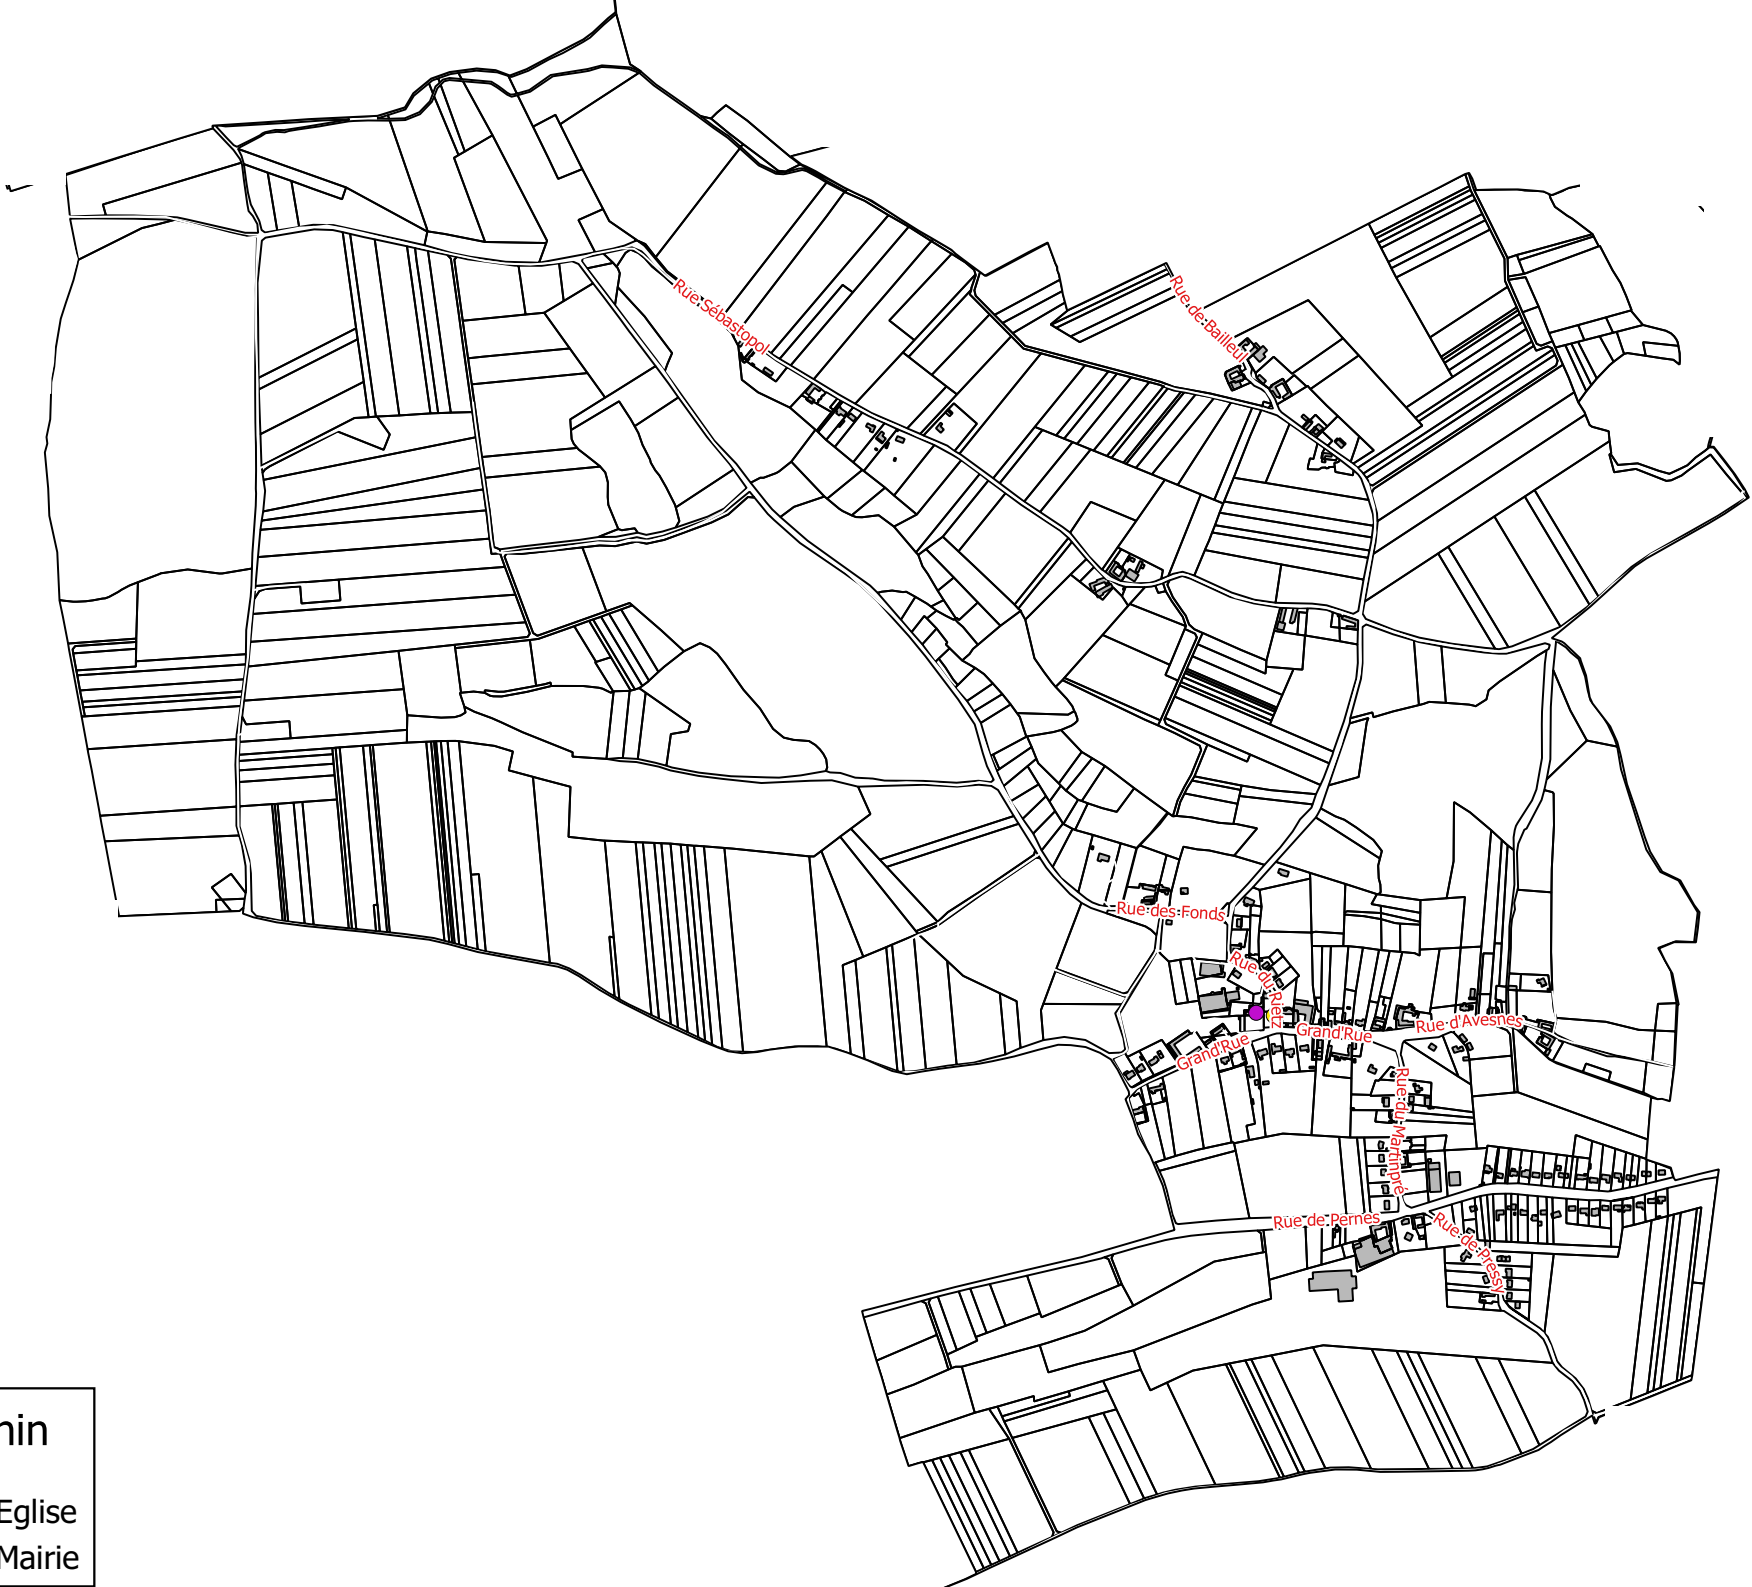 Rue de Bailleul
Rue Sébastopol
Rue des Fonds
Rue du Rietz
Grand'Rue
Rue d'Avesnes
Grand'Rue
Rue du Martinpré
Rue de Pernes
Rue de Pressy
nin
Eglise
Mairie